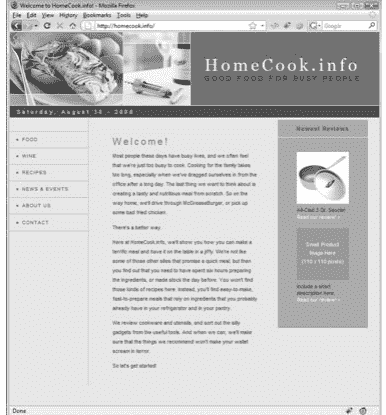 Welcome to HomeCook.info! - Mozilla Firefox
File Edit View History Bookmarks Tools Help
http://homecook.info/
Google
HomeCook.info
GOOD FOOD FOR BUSY PEOPLE
Saturday, August 30 - 2008
FOOD
WINE
RECIPES
NEWS & EVENTS
ABOUT US
CONTACT
Welcome!
Most people these days have busy lives, and we often feel
that we're just too busy to cook. Cooking for the family takes
too long, especially when we've dragged ourselves in from the
office after a long day. The last thing we want to think about is
creating a tasty and nutritious meal from scratch. So on the
way home, we'll drive through McGreaseBurger, or pick up
some bad fried chicken.
There's a better way.
Here at HomeCook.info, we'll show you how you can make a
terrific meal and have it on the table in a jiffy. We're not like
some of those other sites that promise a quick meal, but then
you find out that you need to have spent six hours preparing
the ingredients, or made stock the day before. You won't find
those kinds of recipes here. Instead, you'll find easy-to-make,
fast-to-prepare meals that rely on ingredients that you probably
already have in your refrigerator and in your pantry.
We review cookware and utensils, and sort out the silly
gadgets from the must-haves. And when we can, we'll make
sure that the things we recommend won't make your wallet
scream in terror.
So let's get started!
Newest Reviews
All-Clad 2 Qt. Saucier
Read our review! >
Small Product
Image Here
(110 x 110 pixels)
Include a short
description here.
Read our review! >
Done